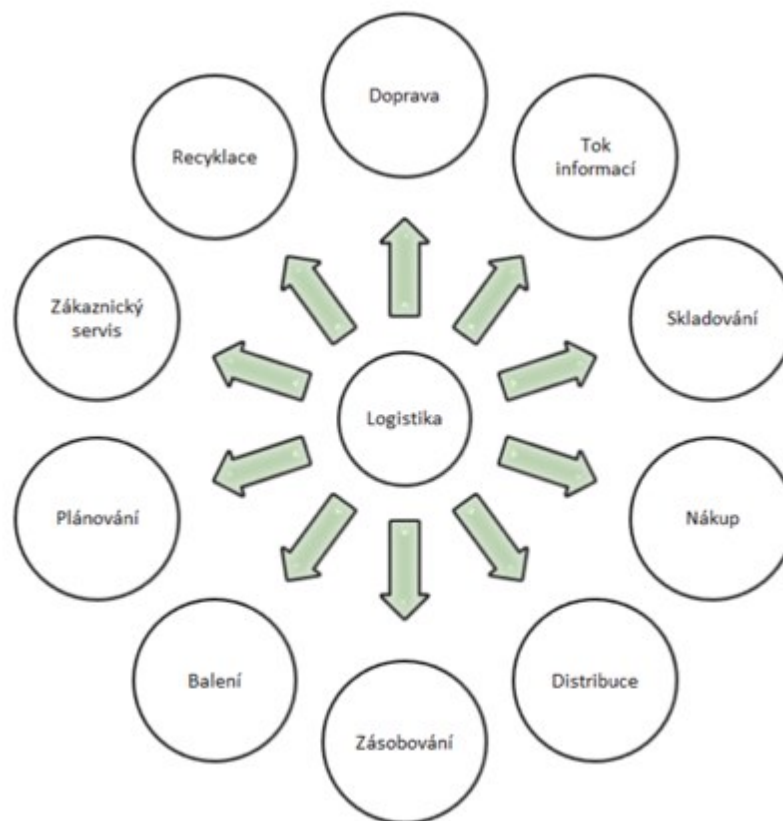 Doprava
Tok
informací
Skladování
Nákup
Distribuce
Zásobování
Balení
Plánování
Zákaznický
servis
Recyklace
Logistika